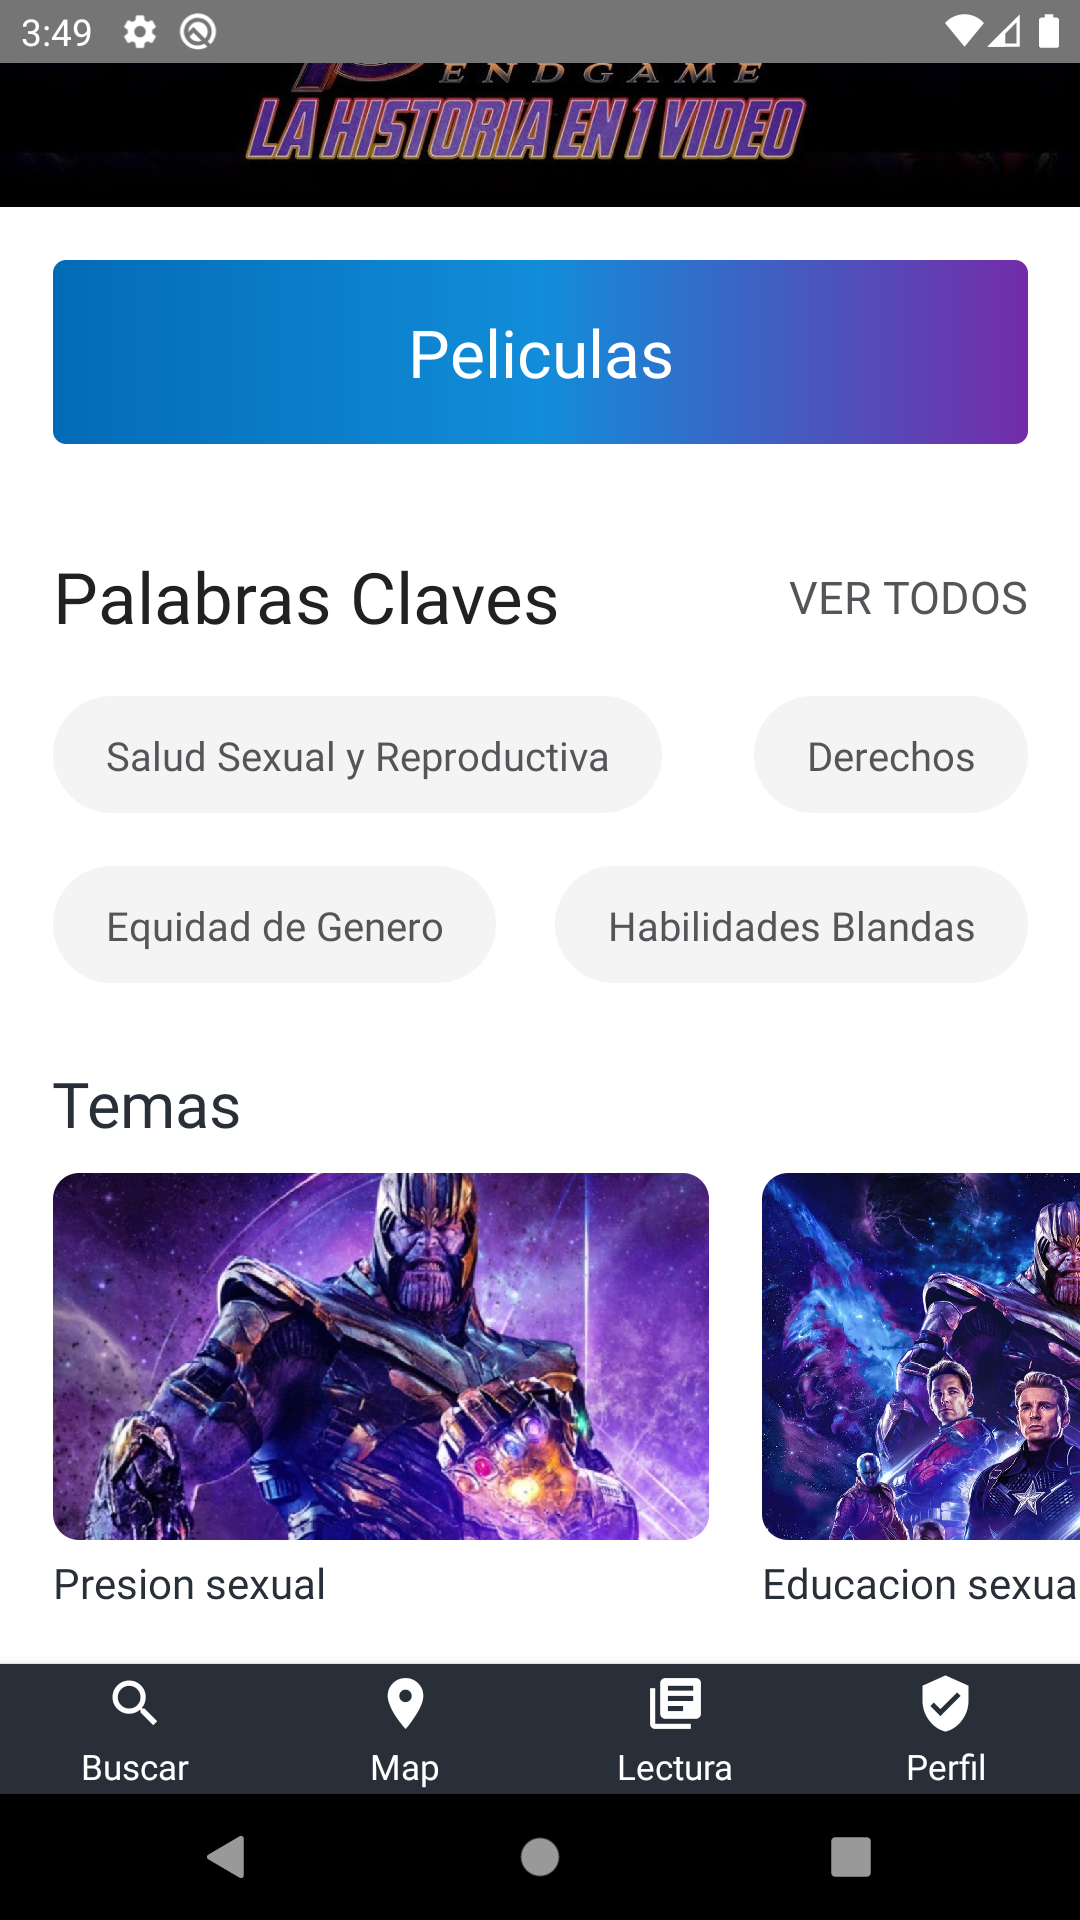 3:49
ENDGAME
LA HISTORIA EN 1 VIDEO
Peliculas
Palabras Claves
VER TODOS
Salud Sexual y Reproductiva
Derechos
Equidad de Genero
Habilidades Blandas
Temas
Presion sexual
Educacion sexua
Buscar
Map
Lectura
Perfil